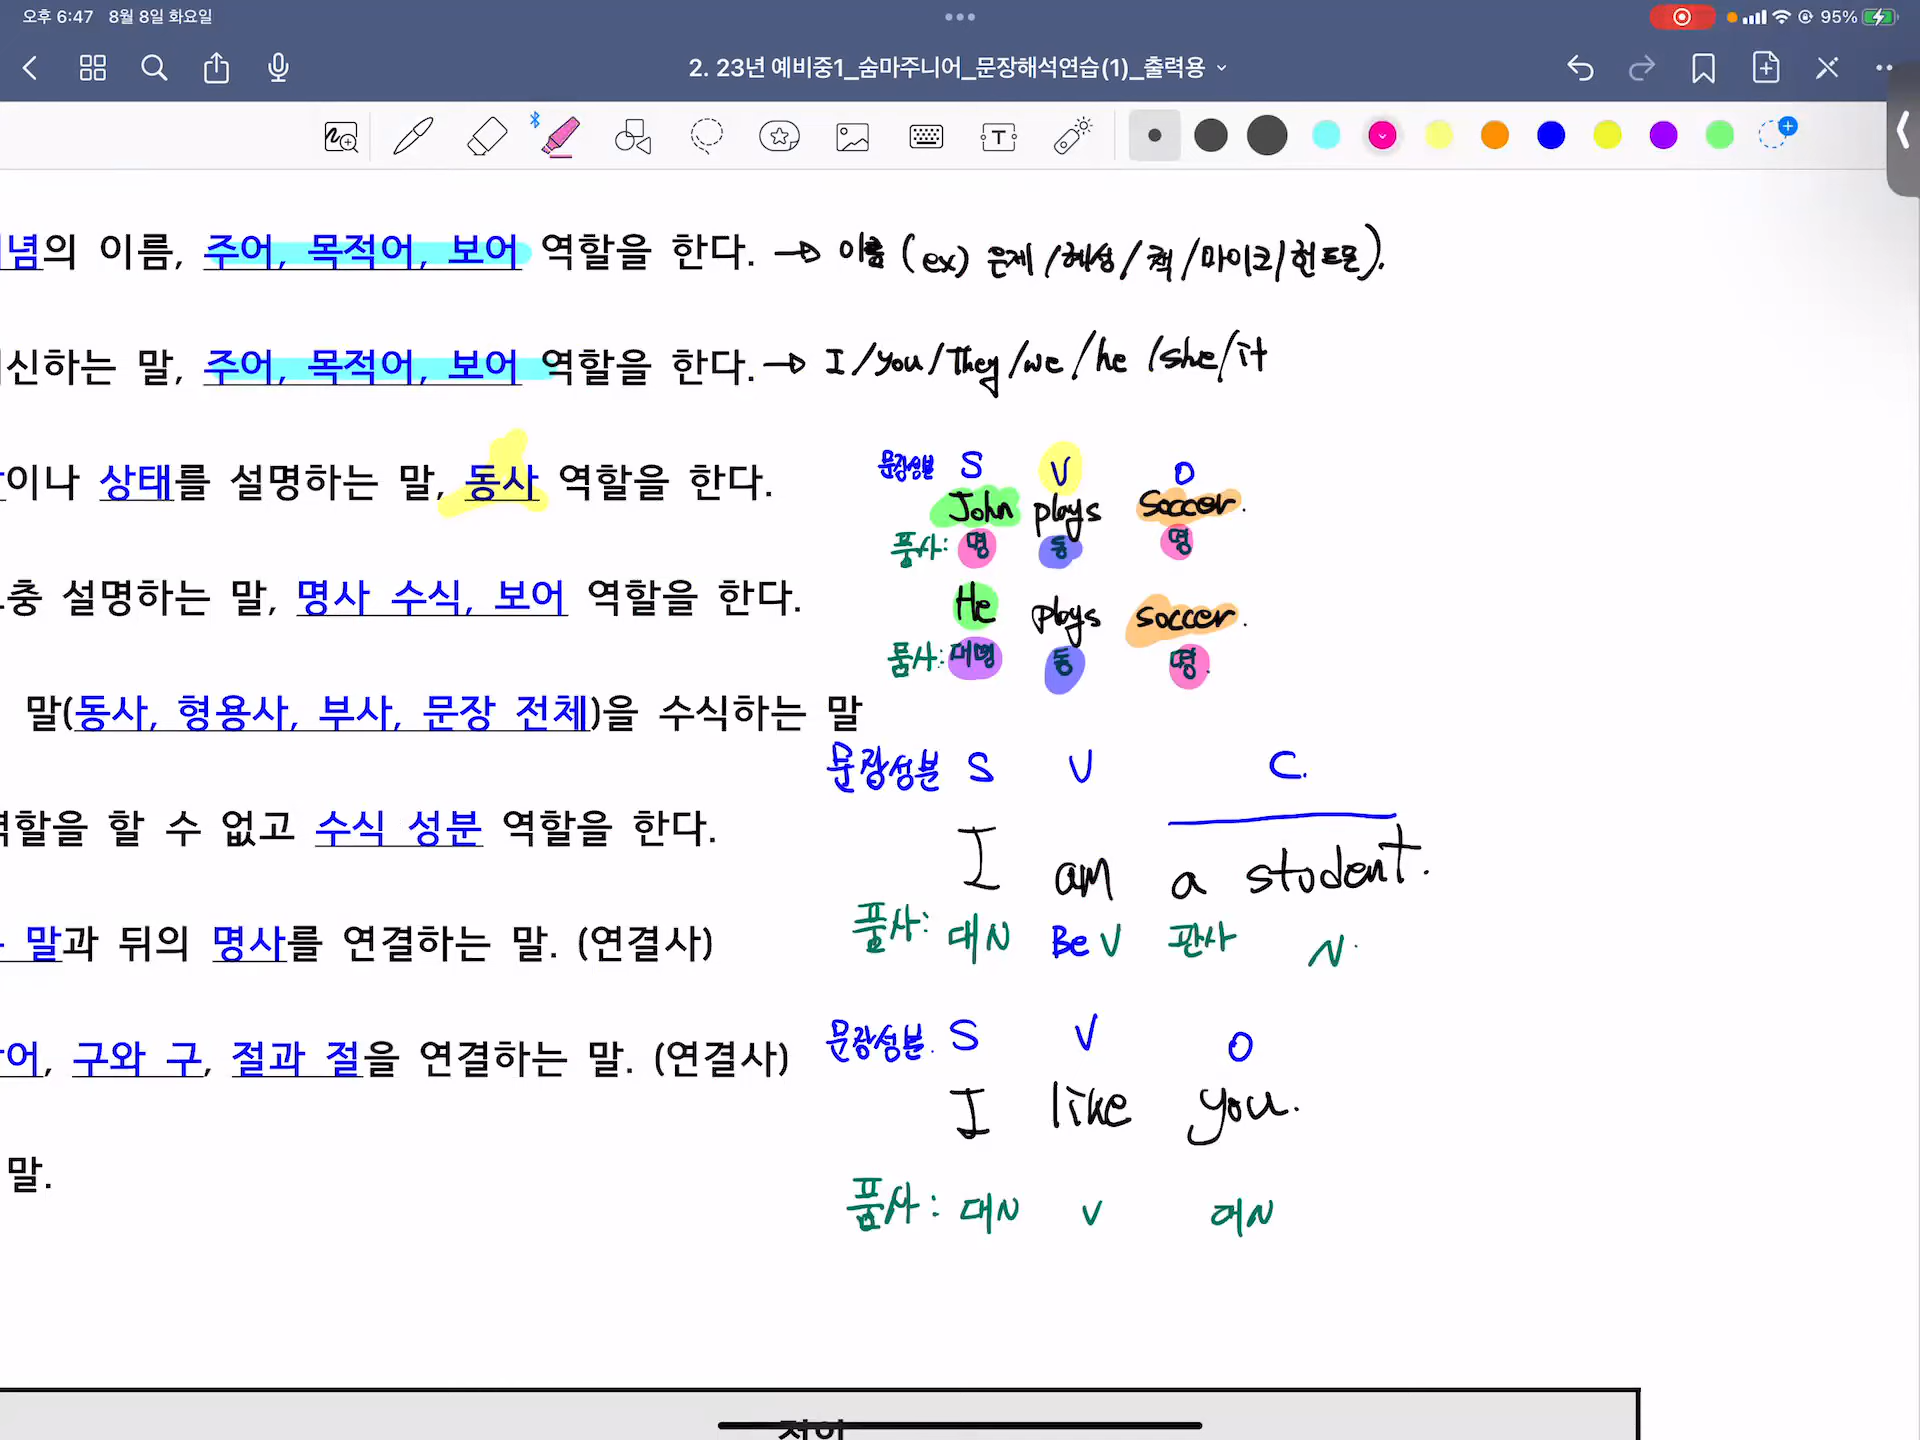 오후 6:47 8월 8일 화요일
95%
2. 23년 예비중1_숨마주니어_문장해석연습(1)_출력용
념의 이름, 주어, 목적어, 보어 역할을 한다. → 이름 (ex) 은제 / 혜성 / 책 / 마이크 / 핸드폰).
신하는 말, 주어, 목적어, 보어 역할을 한다. → I / you / They / we / he / she / it
이나 상태를 설명하는 말, 동사 역할을 한다.
문장성분 S V O
John plays soccer.
품사: 명 동 명
충 설명하는 말, 명사 수식, 보어 역할을 한다.
He plays soccer.
품사: 대명 동 명.
말(동사, 형용사, 부사, 문장 전체)을 수식하는 말
문장성분 S V C.
역할을 할 수 없고 수식 성분 역할을 한다.
I am a student.
품사: 대N Be V 관사 N.
말과 뒤의 명사를 연결하는 말. (연결사)
문장성분. S V O
어, 구와 구, 절과 절을 연결하는 말. (연결사)
I like you.
말.
품사: 대N V 대N